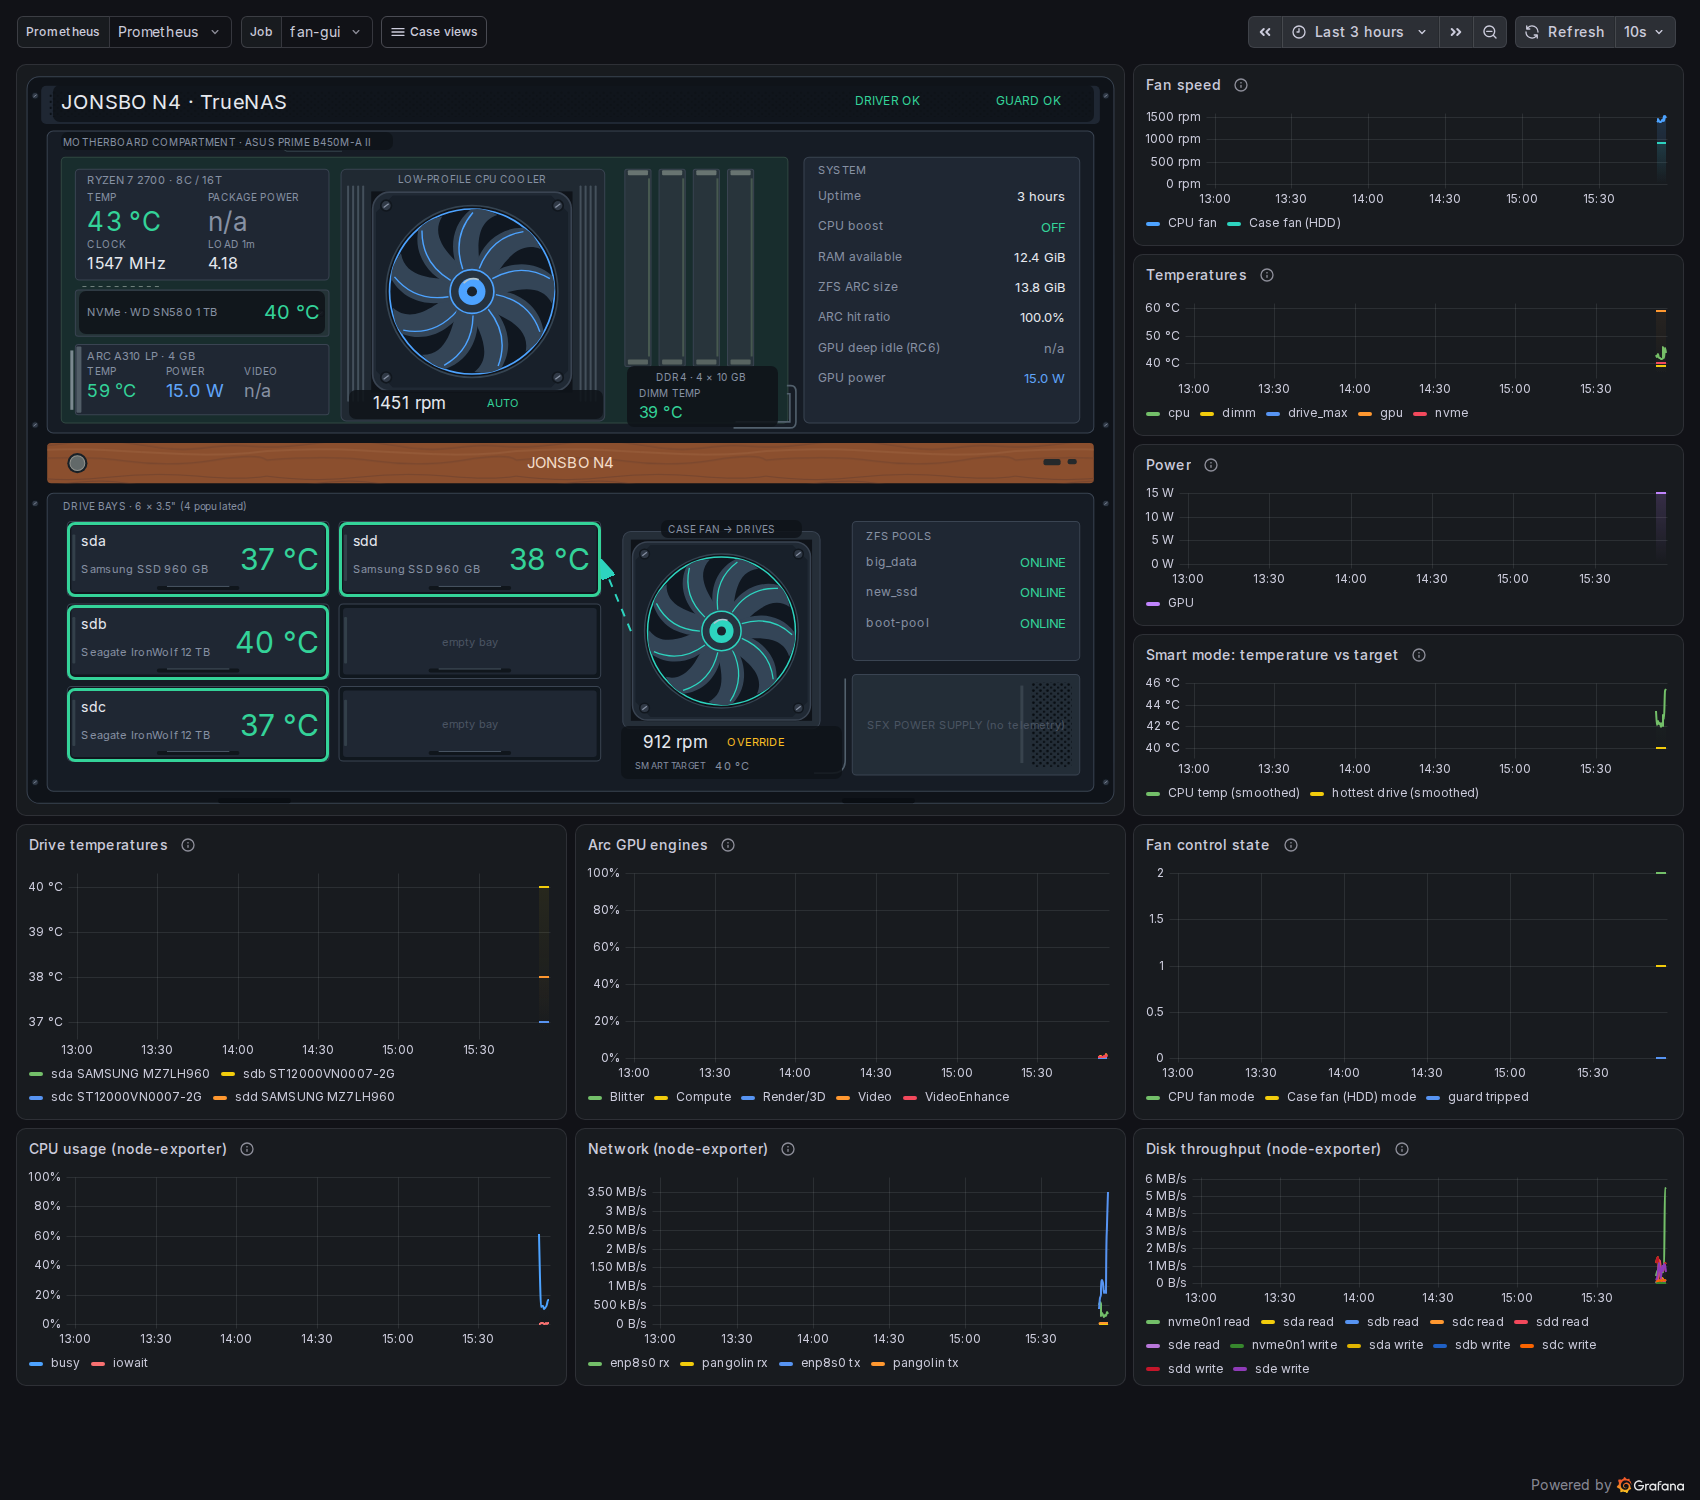 Prometheus Prometheus Job fan-gui Case views Last 3 hours Refresh 10s
JONSBO N4 · TrueNAS DRIVER OK GUARD OK
MOTHERBOARD COMPARTMENT · ASUS PRIME B450M-A II
RYZEN 7 2700 · 8C / 16T
TEMP PACKAGE POWER
43 °C n/a
CLOCK LOAD 1m
1547 MHz 4.18
NVMe · WD SN580 1TB 40 °C
ARC A310 LP · 4 GB
TEMP POWER VIDEO
59 °C 15.0 W n/a
LOW-PROFILE CPU COOLER
1451 rpm AUTO
DDR4 · 4 × 10 GB
DIMM TEMP
39 °C
SYSTEM
Uptime 3 hours
CPU boost OFF
RAM available 12.4 GiB
ZFS ARC size 13.8 GiB
ARC hit ratio 100.0%
GPU deep idle (RC6) n/a
GPU power 15.0 W
JONSBO N4
DRIVE BAYS · 6 × 3.5" (4 populated)
sda
Samsung SSD 960 GB 37 °C
sdd
Samsung SSD 960 GB 38 °C
sdb
Seagate IronWolf 12 TB 40 °C
empty bay
sdc
Seagate IronWolf 12 TB 37 °C
empty bay
CASE FAN → DRIVES
912 rpm OVERRIDE
SMART TARGET 40 °C
ZFS POOLS
big_data ONLINE
new_ssd ONLINE
boot-pool ONLINE
SFX POWER SUPPLY (no telemetry)
Fan speed
1500 rpm
1000 rpm
500 rpm
0 rpm
13:00 13:30 14:00 14:30 15:00 15:30
CPU fan Case fan (HDD)
Temperatures
60 °C
50 °C
40 °C
13:00 13:30 14:00 14:30 15:00 15:30
cpu dimm drive_max gpu nvme
Power
15 W
10 W
5 W
0 W
13:00 13:30 14:00 14:30 15:00 15:30
GPU
Smart mode: temperature vs target
46 °C
44 °C
42 °C
40 °C
13:00 13:30 14:00 14:30 15:00 15:30
CPU temp (smoothed) hottest drive (smoothed)
Drive temperatures
40 °C
39 °C
38 °C
37 °C
13:00 13:30 14:00 14:30 15:00 15:30
sda SAMSUNG MZ7LH960 sdb ST12000VN0007-2G
sdc ST12000VN0007-2G sdd SAMSUNG MZ7LH960
Arc GPU engines
100%
80%
60%
40%
20%
0%
13:00 13:30 14:00 14:30 15:00 15:30
Blitter Compute Render/3D Video VideoEnhance
Fan control state
2
1.5
1
0.5
0
13:00 13:30 14:00 14:30 15:00 15:30
CPU fan mode Case fan (HDD) mode guard tripped
CPU usage (node-exporter)
100%
80%
60%
40%
20%
0%
13:00 13:30 14:00 14:30 15:00 15:30
busy iowait
Network (node-exporter)
3.50 MB/s
3 MB/s
2.50 MB/s
2 MB/s
1.50 MB/s
1 MB/s
500 kB/s
0 B/s
13:00 13:30 14:00 14:30 15:00 15:30
enp8s0 rx pangolin rx enp8s0 tx pangolin tx
Disk throughput (node-exporter)
6 MB/s
5 MB/s
4 MB/s
3 MB/s
2 MB/s
1 MB/s
0 B/s
13:00 13:30 14:00 14:30 15:00 15:30
nvme0n1 read sda read sdb read sdc read sdd read
sde read nvme0n1 write sda write sdb write sdc write
sdd write sde write
Powered by Grafana